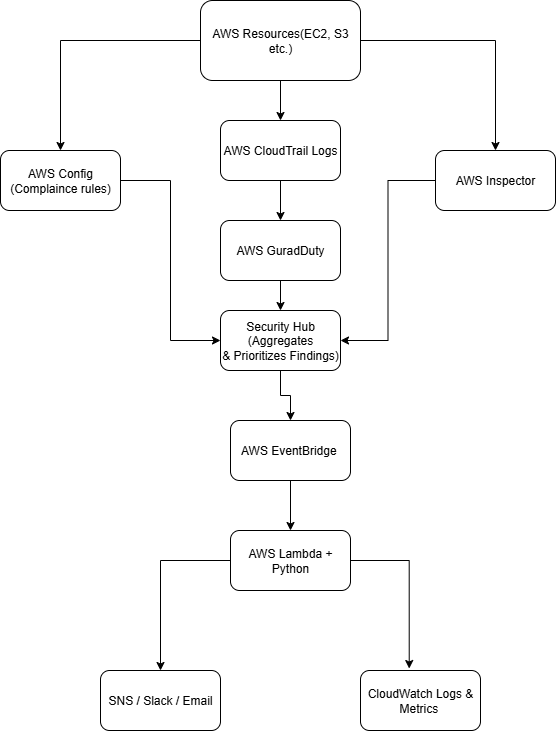 AWS Resources(EC2, S3
etc.)
AWS CloudTrail Logs
AWS Config
(Complaince rules)
AWS Inspector
AWS GuradDuty
Security Hub
(Aggregates
& Prioritizes Findings)
AWS EventBridge
AWS Lambda +
Python
SNS / Slack / Email
CloudWatch Logs &
Metrics